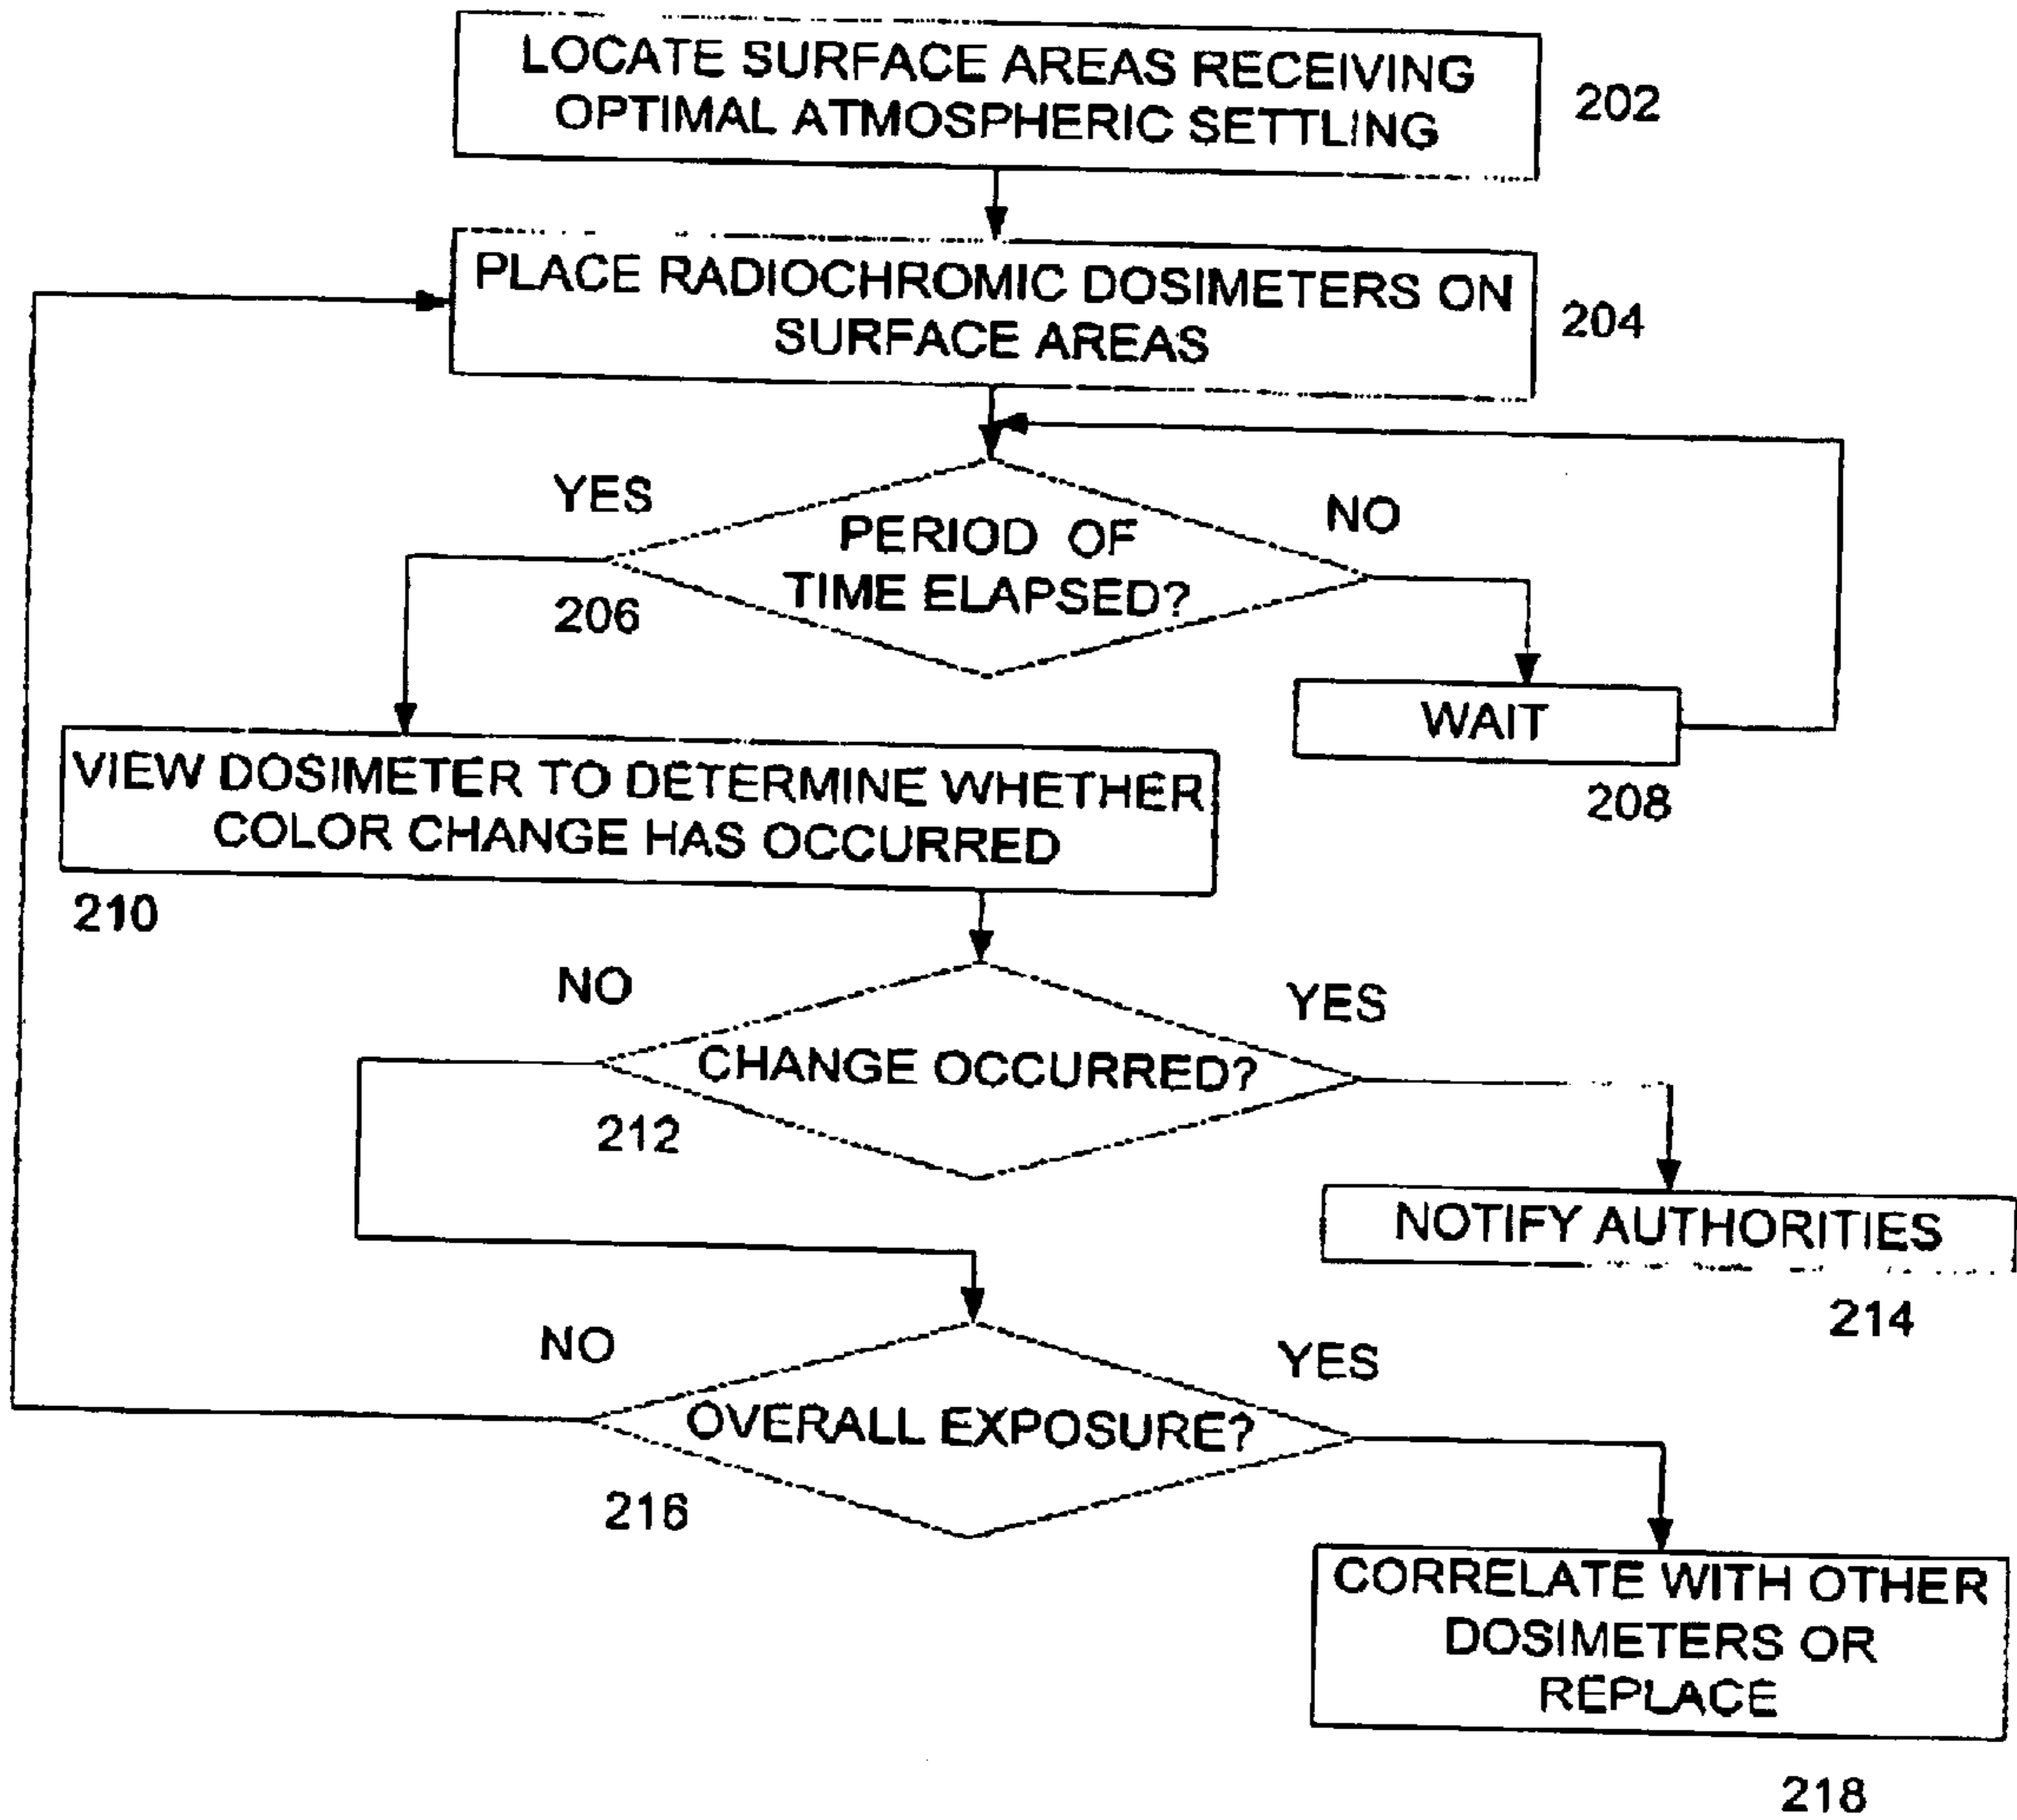 LOCATE SURFACE AREAS RECEIVING
OPTIMAL ATMOSPHERIC SETTLING
202
PLACE RADIOCHROMIC DOSIMETERS ON
SURFACE AREAS
204
YES
NO
PERIOD OF
TIME ELAPSED?
206
WAIT
208
VIEW DOSIMETER TO DETERMINE WHETHER
COLOR CHANGE HAS OCCURRED
210
NO
YES
CHANGE OCCURRED?
212
NOTIFY AUTHORITIES
214
NO
YES
OVERALL EXPOSURE?
216
CORRELATE WITH OTHER
DOSIMETERS OR
REPLACE
218